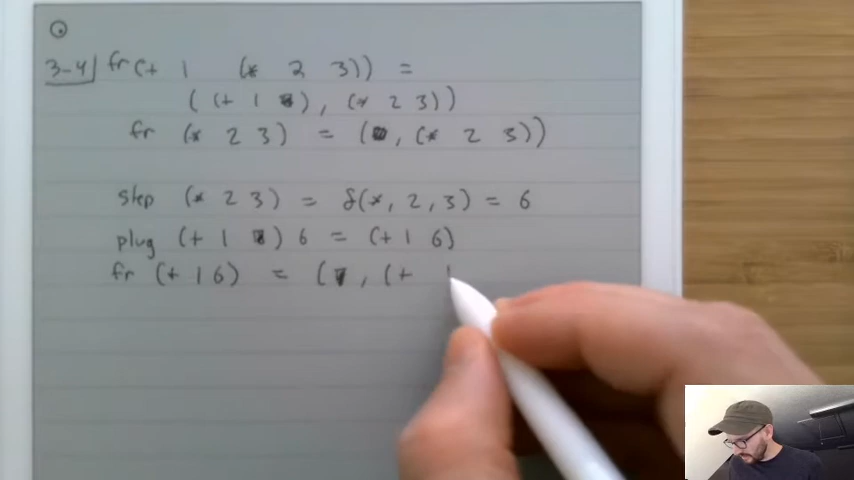 3-4| fr (+ 1 (* 2 3)) =
( (+ 1 ■), (* 2 3))
fr (* 2 3) = (■, (* 2 3))
step (* 2 3) = δ(*, 2, 3) = 6
plug (+ 1 ■) 6 = (+ 1 6)
fr (+ 1 6) = (■, (+ 1